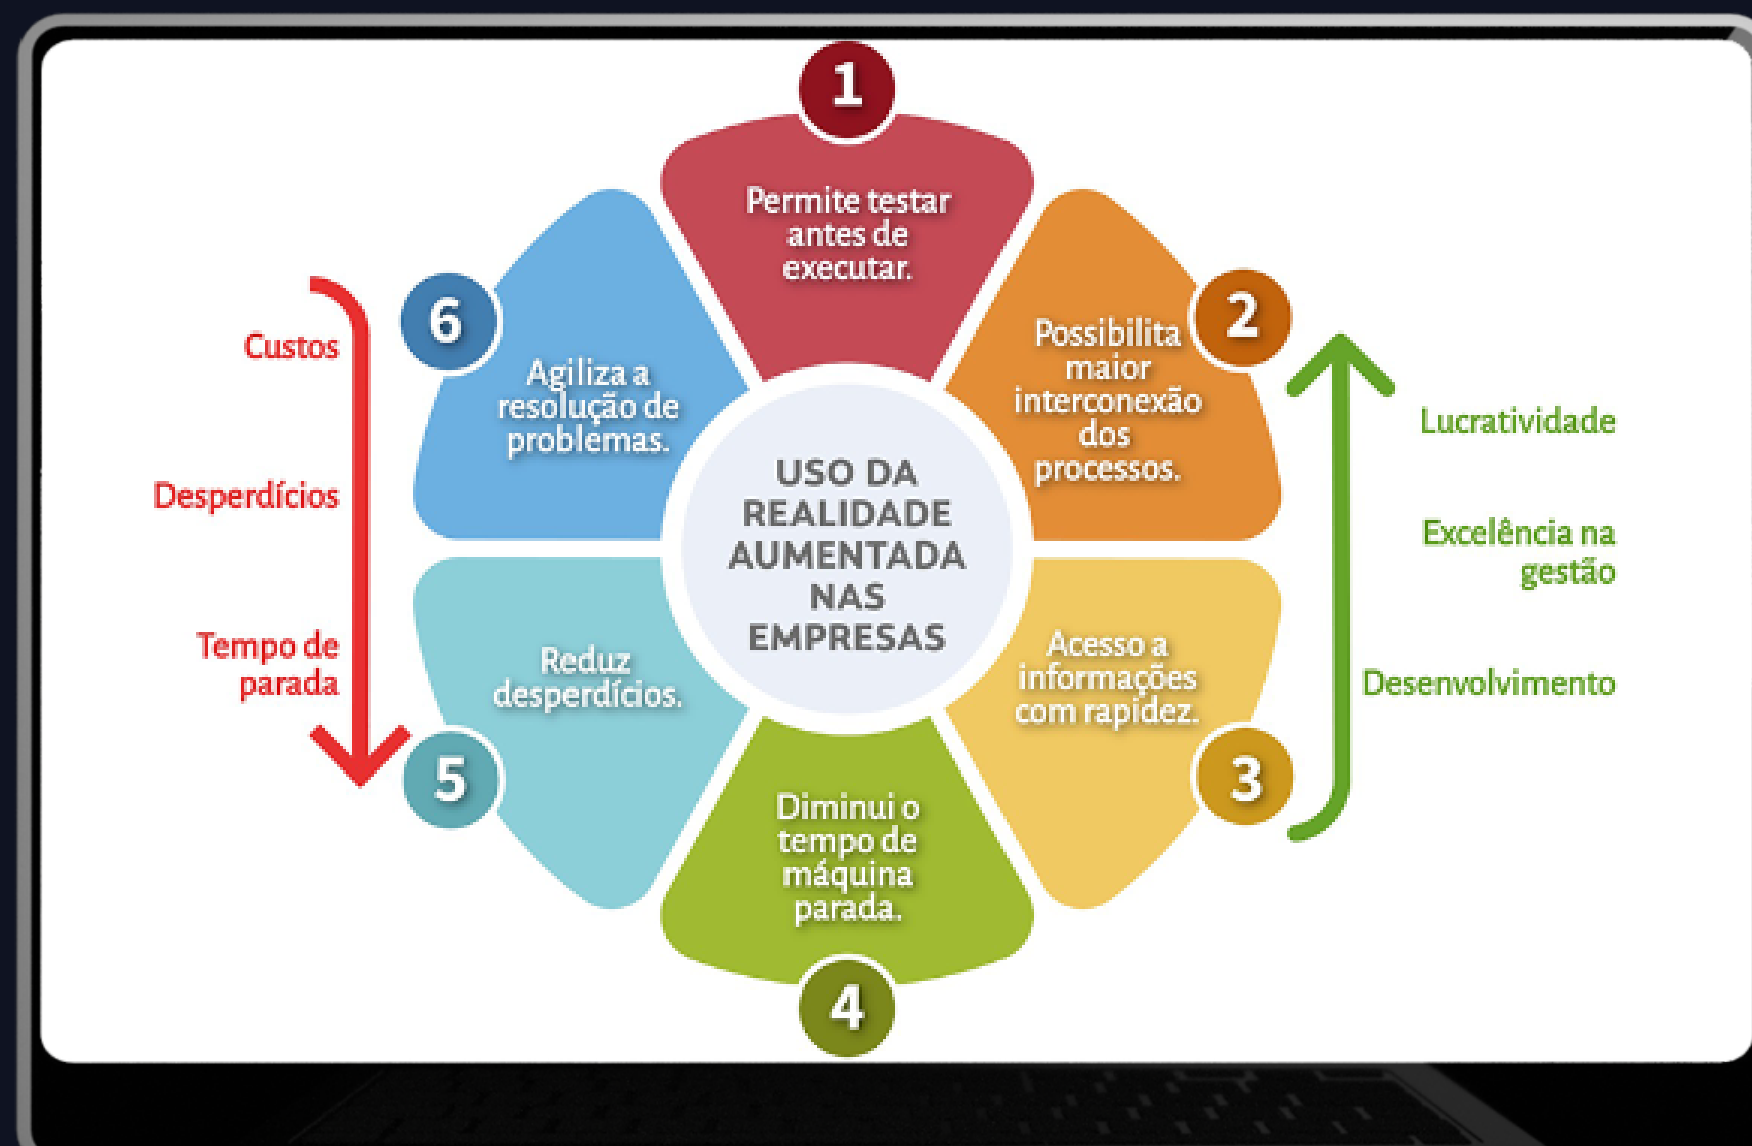 1
Permite testar
antes de
executar.
2
Possibilita
maior
interconexão
dos
processos.
3
Acesso a
informações
com rapidez.
4
Diminui o
tempo de
máquina
parada.
5
Reduz
desperdícios.
6
Agiliza a
resolução de
problemas.
USO DA
REALIDADE
AUMENTADA
NAS
EMPRESAS
Custos
Desperdícios
Tempo de
parada
Lucratividade
Excelência na
gestão
Desenvolvimento